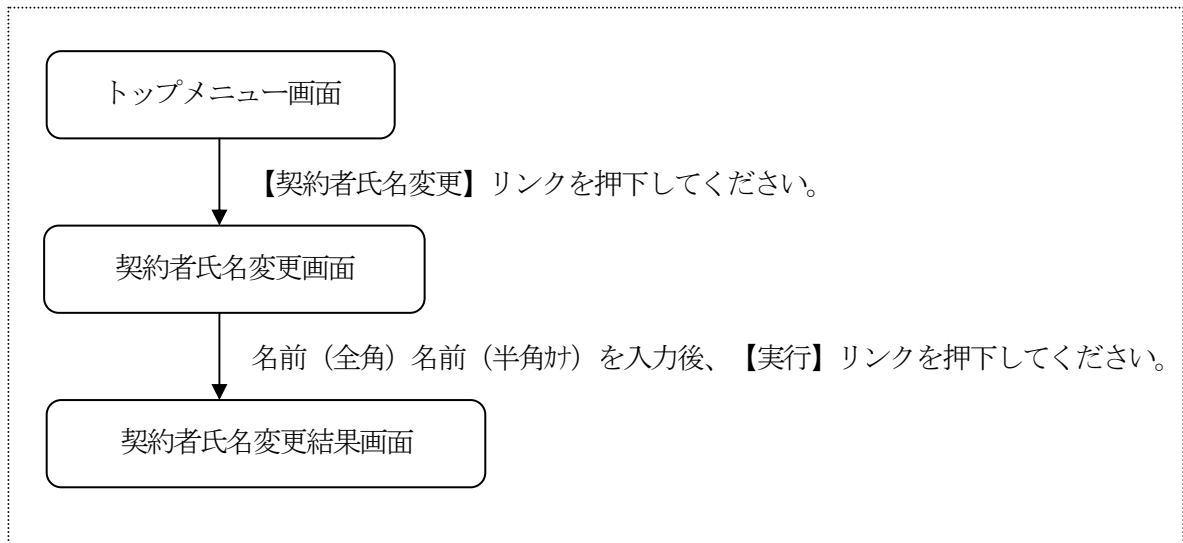 トップメニュー画面
【契約者氏名変更】リンクを押下してください。
契約者氏名変更画面
名前（全角）名前（半角ｶﾅ）を入力後、【実行】リンクを押下してください。
契約者氏名変更結果画面